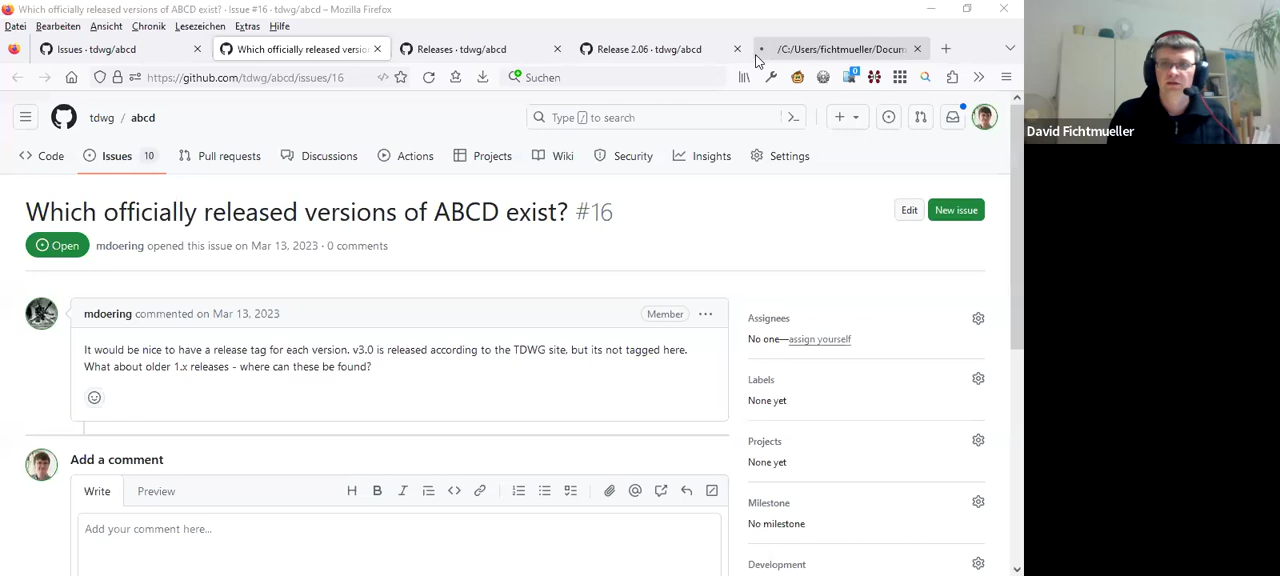 Which officially released versions of ABCD exist? · Issue #16 · tdwg/abcd – Mozilla Firefox
Datei Bearbeiten Ansicht Chronik Lesezeichen Extras Hilfe
Issues · tdwg/abcd
Which officially released versio
Releases · tdwg/abcd
Release 2.06 · tdwg/abcd
/C:/Users/fichtmueller/Docum
https://github.com/tdwg/abcd/issues/16
Suchen
0
tdwg / abcd
Type / to search
Code
Issues 10
Pull requests
Discussions
Actions
Projects
Wiki
Security
Insights
Settings
Which officially released versions of ABCD exist? #16
Edit
New issue
Open
mdoering opened this issue on Mar 13, 2023 · 0 comments
mdoering commented on Mar 13, 2023
Member
It would be nice to have a release tag for each version. v3.0 is released according to the TDWG site, but its not tagged here.
What about older 1.x releases - where can these be found?
Assignees
No one—assign yourself
Labels
None yet
Projects
None yet
Milestone
No milestone
Development
Add a comment
Write
Preview
H B I
Add your comment here...
David Fichtmueller